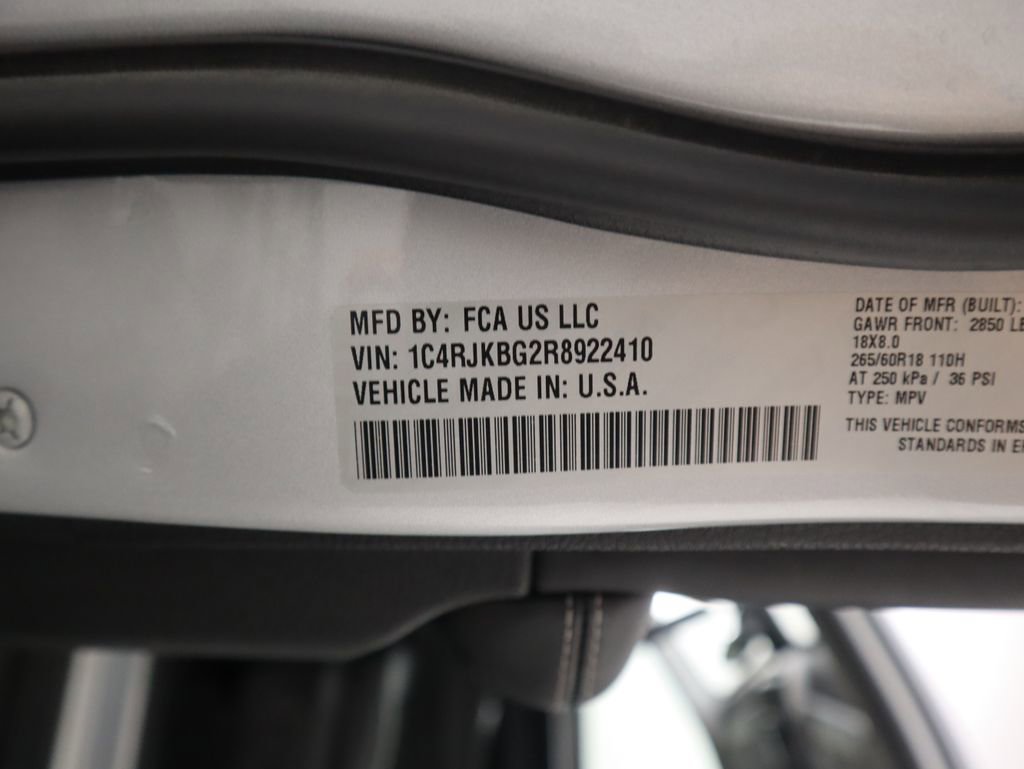 MFD BY: FCA US LLC
VIN: 1C4RJKBG2R8922410
VEHICLE MADE IN: U.S.A.
DATE OF MFR (BUILT):
GAWR FRONT: 2850
18X8.0
265/60R18 110H
AT 250 kPa / 36 PSI
TYPE: MPV
THIS VEHICLE CONFORMS
STANDARDS IN